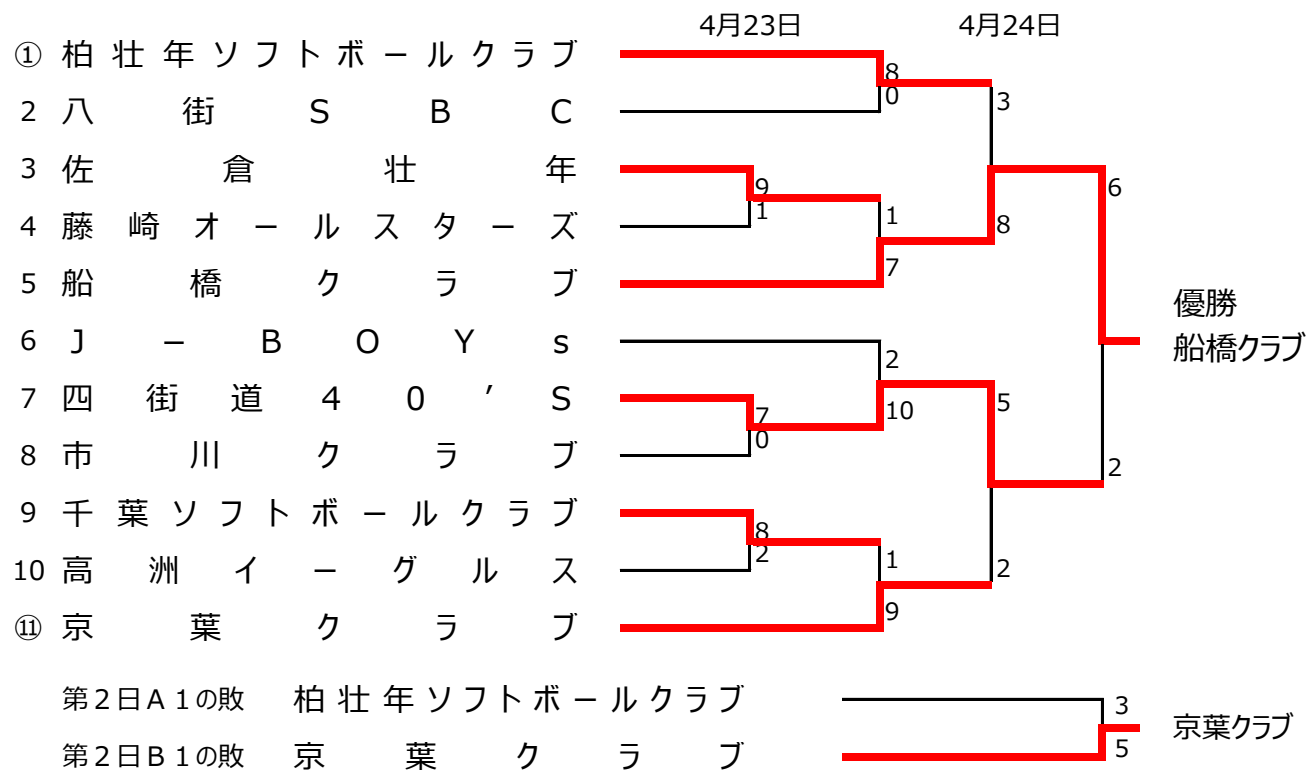 4月23日 4月24日
① 柏壮年ソフトボールクラブ
8
2 八街SBC
0
3
3 佐倉壮年
9
6
4 藤崎オールスターズ
1
1
8
5 船橋クラブ
7
優勝
6 J-BOYs
船橋クラブ
2
7 四街道40’S
7
10
5
8 市川クラブ
0
2
9 千葉ソフトボールクラブ
8
10 高洲イーグルス
2
1
2
⑪ 京葉クラブ
9
第2日A1の敗 柏壮年ソフトボールクラブ
3
京葉クラブ
第2日B1の敗 京葉クラブ
5